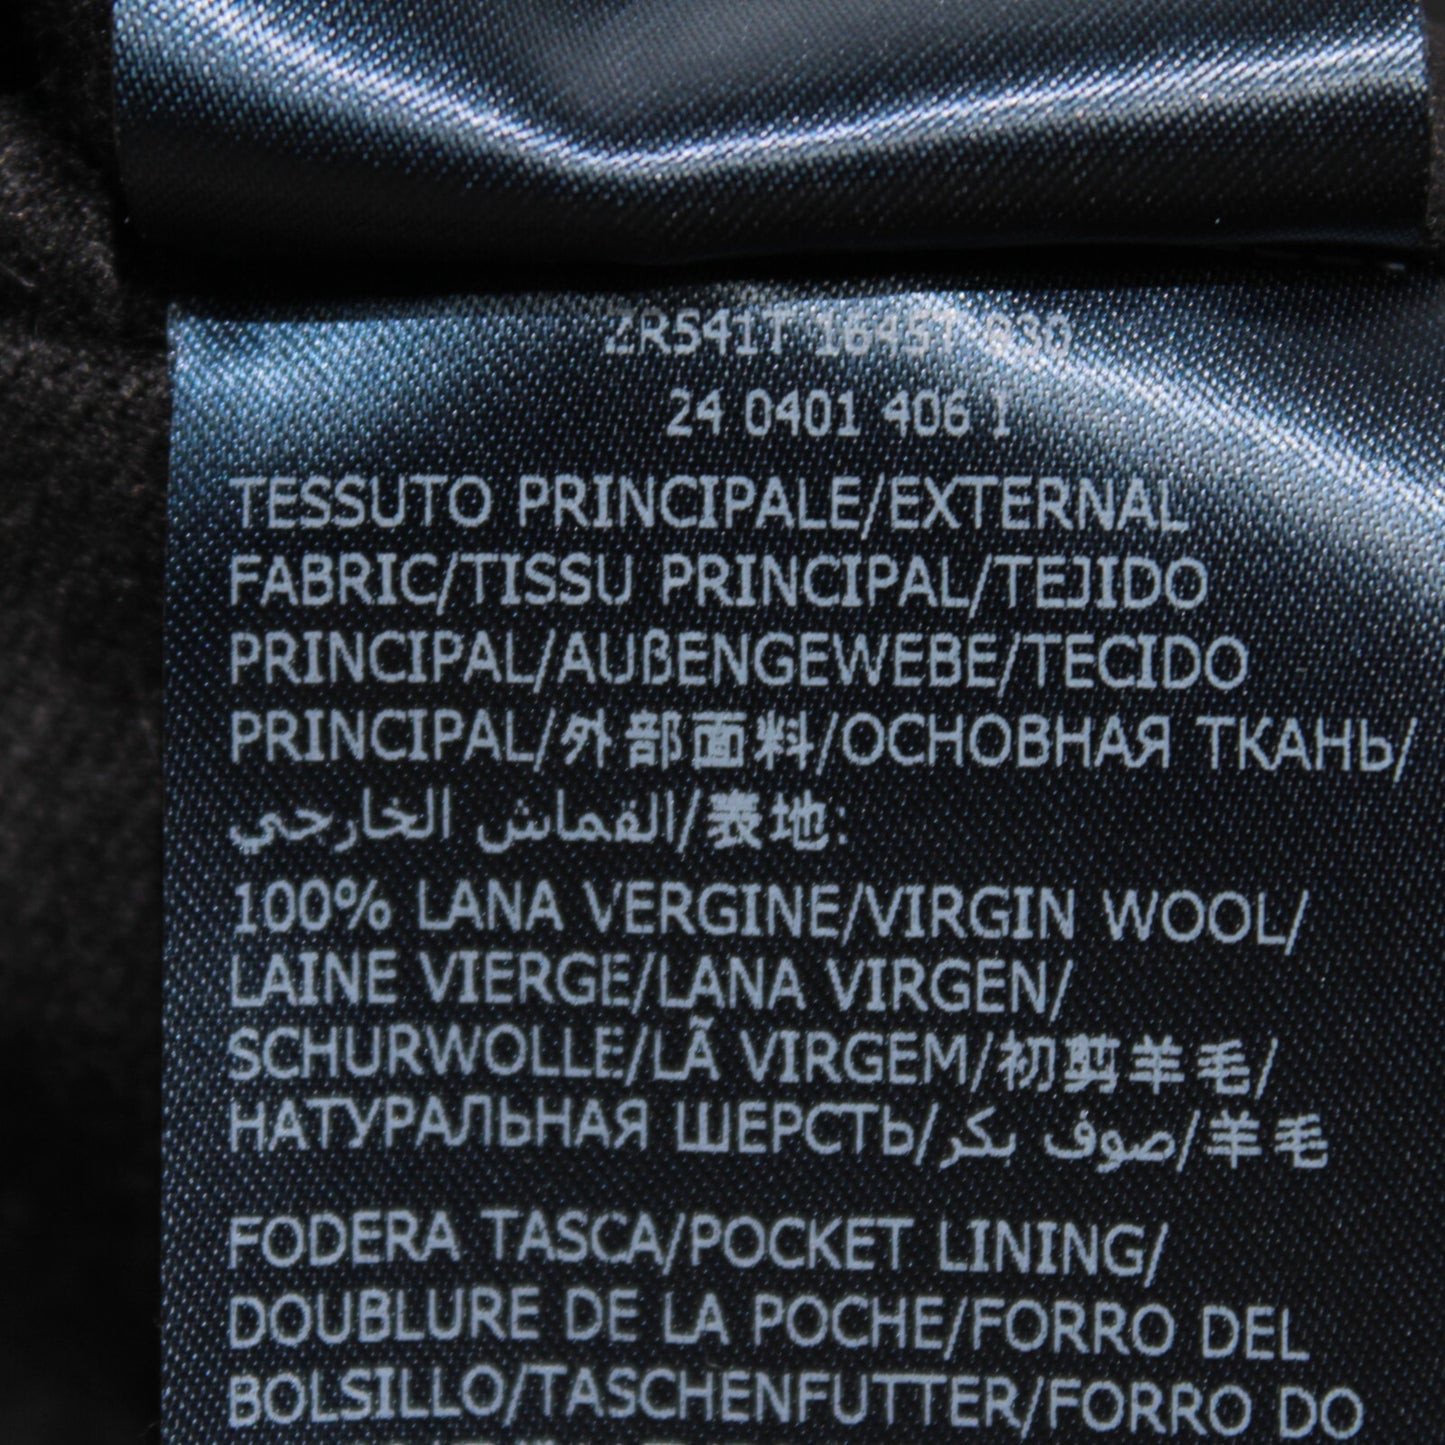 ZR541T 1645T 830
24 0401 406 1
TESSUTO PRINCIPALE/EXTERNAL
FABRIC/TISSU PRINCIPAL/TEJIDO
PRINCIPAL/AUßENGEWEBE/TECIDO
PRINCIPAL/外部面料/ОСНОВНАЯ ТКАНЬ/
القماش الخارجي/表地:
100% LANA VERGINE/VIRGIN WOOL/
LAINE VIERGE/LANA VIRGEN/
SCHURWOLLE/LÃ VIRGEM/初剪羊毛/
НАТУРАЛЬНАЯ ШЕРСТЬ/صوف بكر/羊毛
FODERA TASCA/POCKET LINING/
DOUBLURE DE LA POCHE/FORRO DEL
BOLSILLO/TASCHENFUTTER/FORRO DO